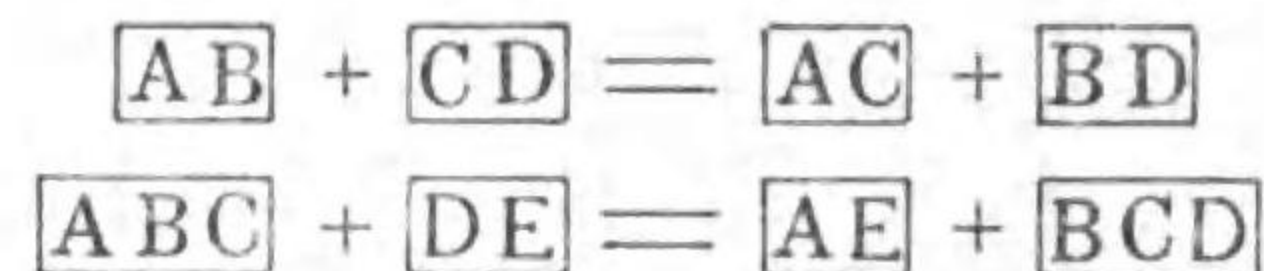 AB + CD = AC + BD
ABC + DE = AE + BCD